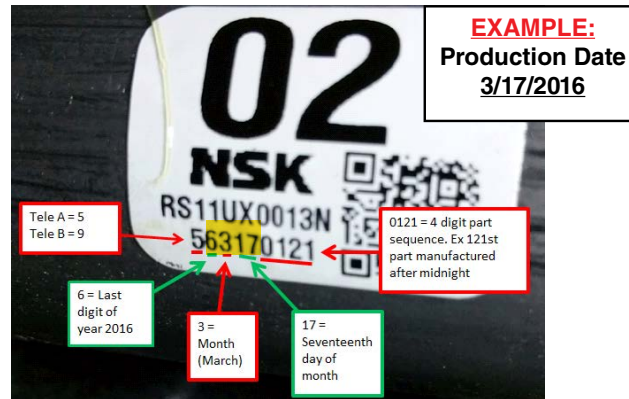 EXAMPLE:
Production Date
3/17/2016
02
NSK
RS11UX0013N
563170121
Tele A = 5
Tele B = 9
0121 = 4 digit part
sequence. Ex 121st
part manufactured
after midnight
6 = Last
digit of
year 2016
3 =
Month
(March)
17 =
Seventeenth
day of
month